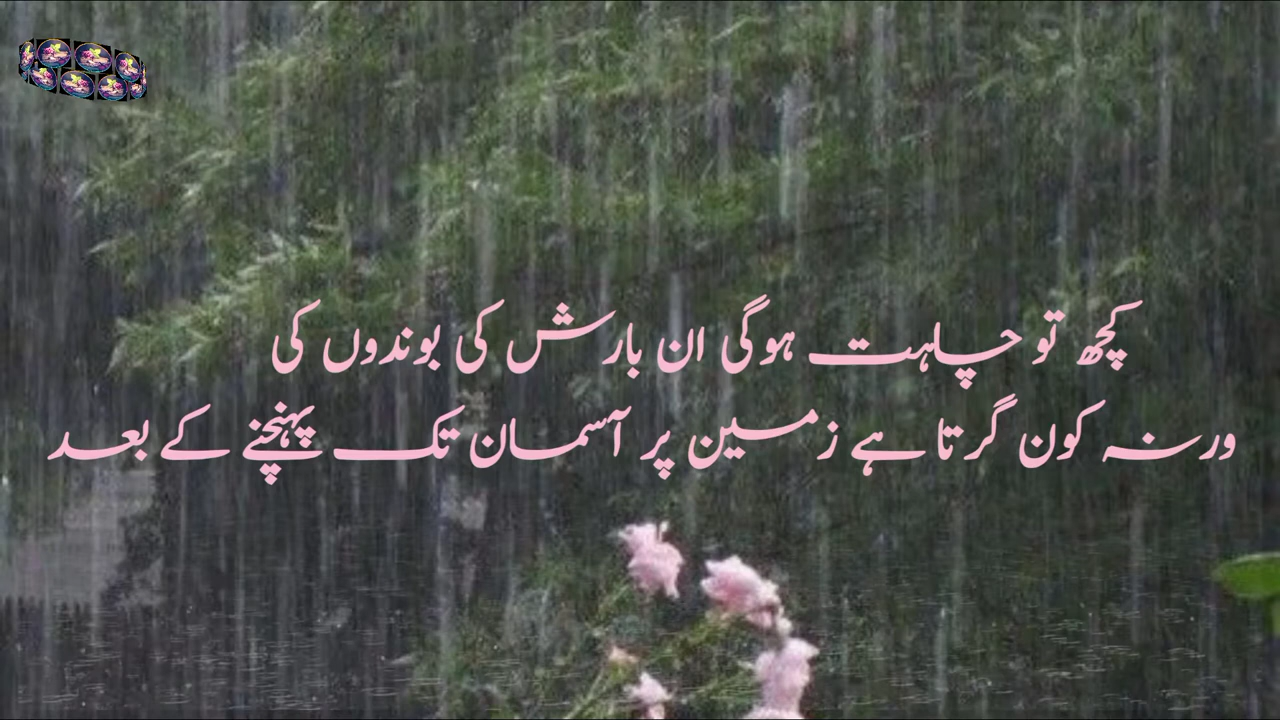 کچھ تو چاہت ہوگی ان بارش کی بوندوں کی
ورنہ کون گرتا ہے زمین پر آسمان تک پہنچنے کے بعد